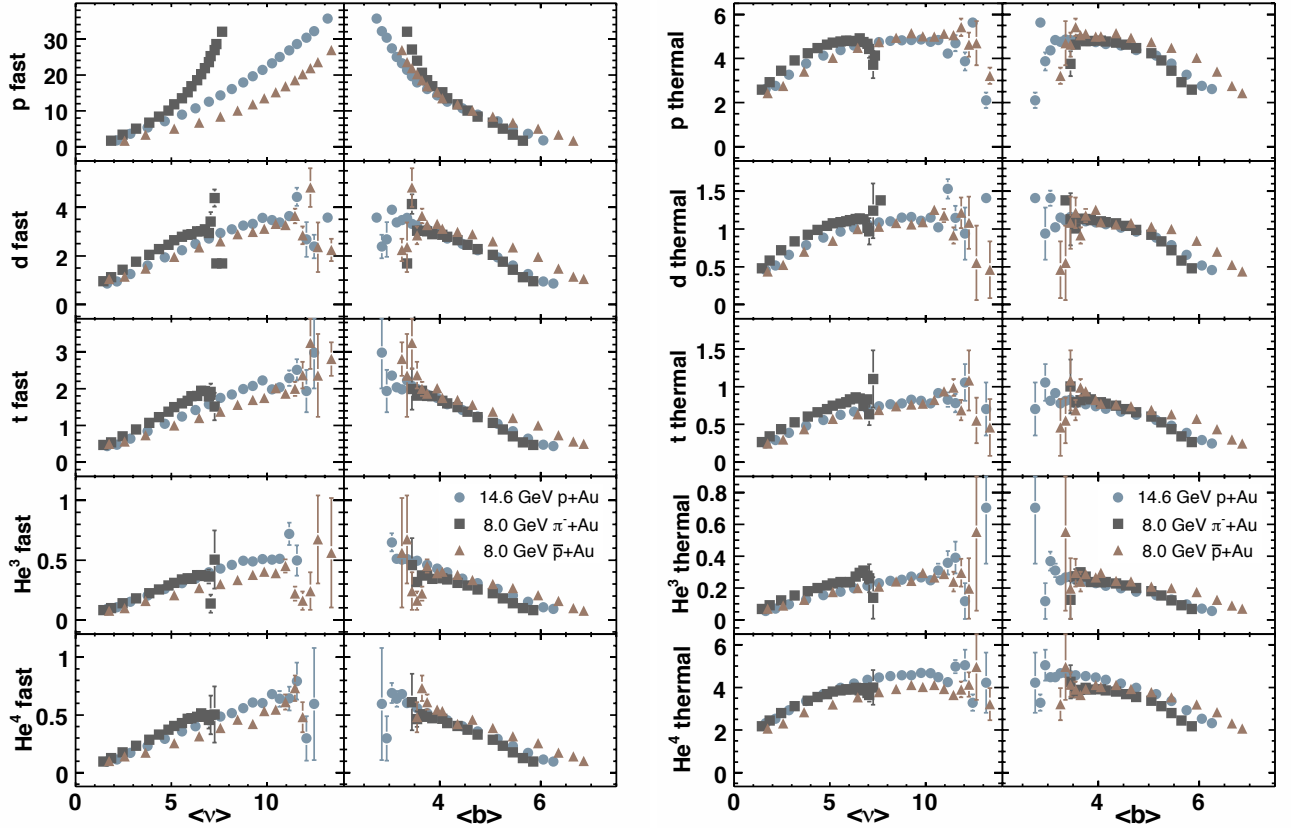 p fast
30
20
10
0
d fast
4
2
0
t fast
3
2
1
0
He³ fast
1
0.5
0
14.6 GeV p+Au
8.0 GeV π⁻+Au
8.0 GeV p̅+Au
He⁴ fast
1
0.5
0
0 5 10 4 6
<ν> <b>
p thermal
6
4
2
0
d thermal
1.5
1
0.5
0
t thermal
1.5
1
0.5
0
He³ thermal
0.8
0.6
0.4
0.2
0
14.6 GeV p+Au
8.0 GeV π⁻+Au
8.0 GeV p̅+Au
He⁴ thermal
6
4
2
0
0 5 10 4 6
<ν> <b>